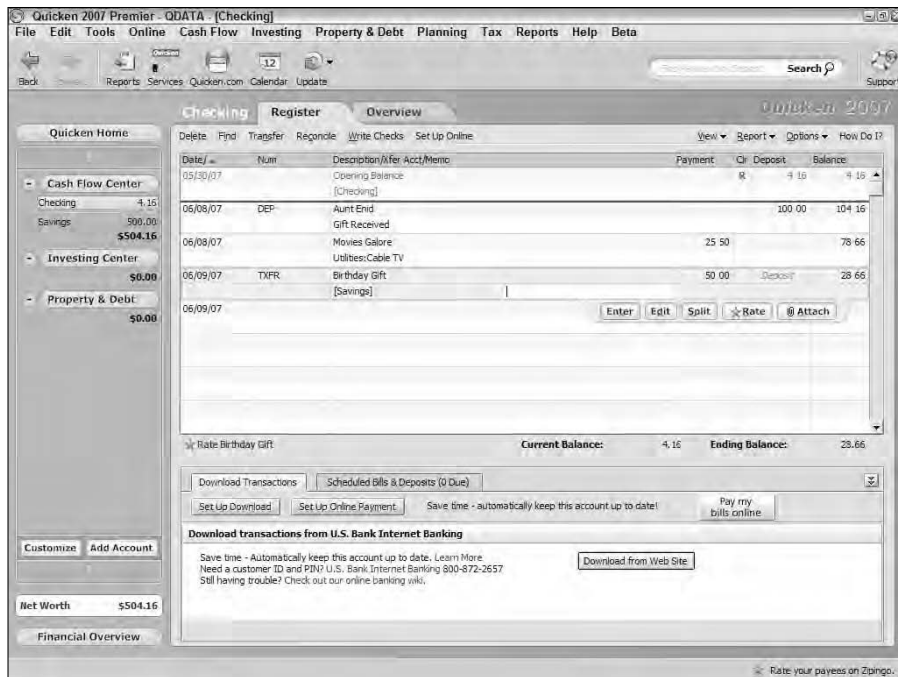 Quicken 2007 Premier - QDATA - [Checking]
File Edit Tools Online Cash Flow Investing Property & Debt Planning Tax Reports Help Beta
Back Reports Services Quicken.com Calendar Update Search Support
12
Checking Register Overview Quicken 2007
Quicken Home
Delete Find Transfer Reconcile Write Checks Set Up Online View Report Options How Do I?
Date/ Num Description/Xfer Acct/Memo Payment Clr Deposit Balance
05/30/07 Opening Balance R 4 16 4 16
[Checking]
06/08/07 DEP Aunt Enid 100 00 104 16
Gift Received
06/08/07 Movies Galore 25 50 78 66
Utilities:Cable TV
06/09/07 TXFR Birthday Gift 50 00 Deposit 28 66
[Savings]
06/09/07 Enter Edit Split Rate Attach
- Cash Flow Center
Checking 4.16
Savings 500.00
$504.16
- Investing Center
$0.00
- Property & Debt
$0.00
Rate Birthday Gift Current Balance: 4.16 Ending Balance: 28.66
Download Transactions Scheduled Bills & Deposits (0 Due)
Set Up Download Set Up Online Payment Save time - automatically keep this account up to date! Pay my bills online
Download transactions from U.S. Bank Internet Banking
Save time - Automatically keep this account up to date. Learn More
Need a customer ID and PIN? U.S. Bank Internet Banking 800-872-2657
Still having trouble? Check out our online banking wiki.
Download from Web Site
Customize Add Account
Net Worth $504.16
Financial Overview
Rate your payees on Zipingo.